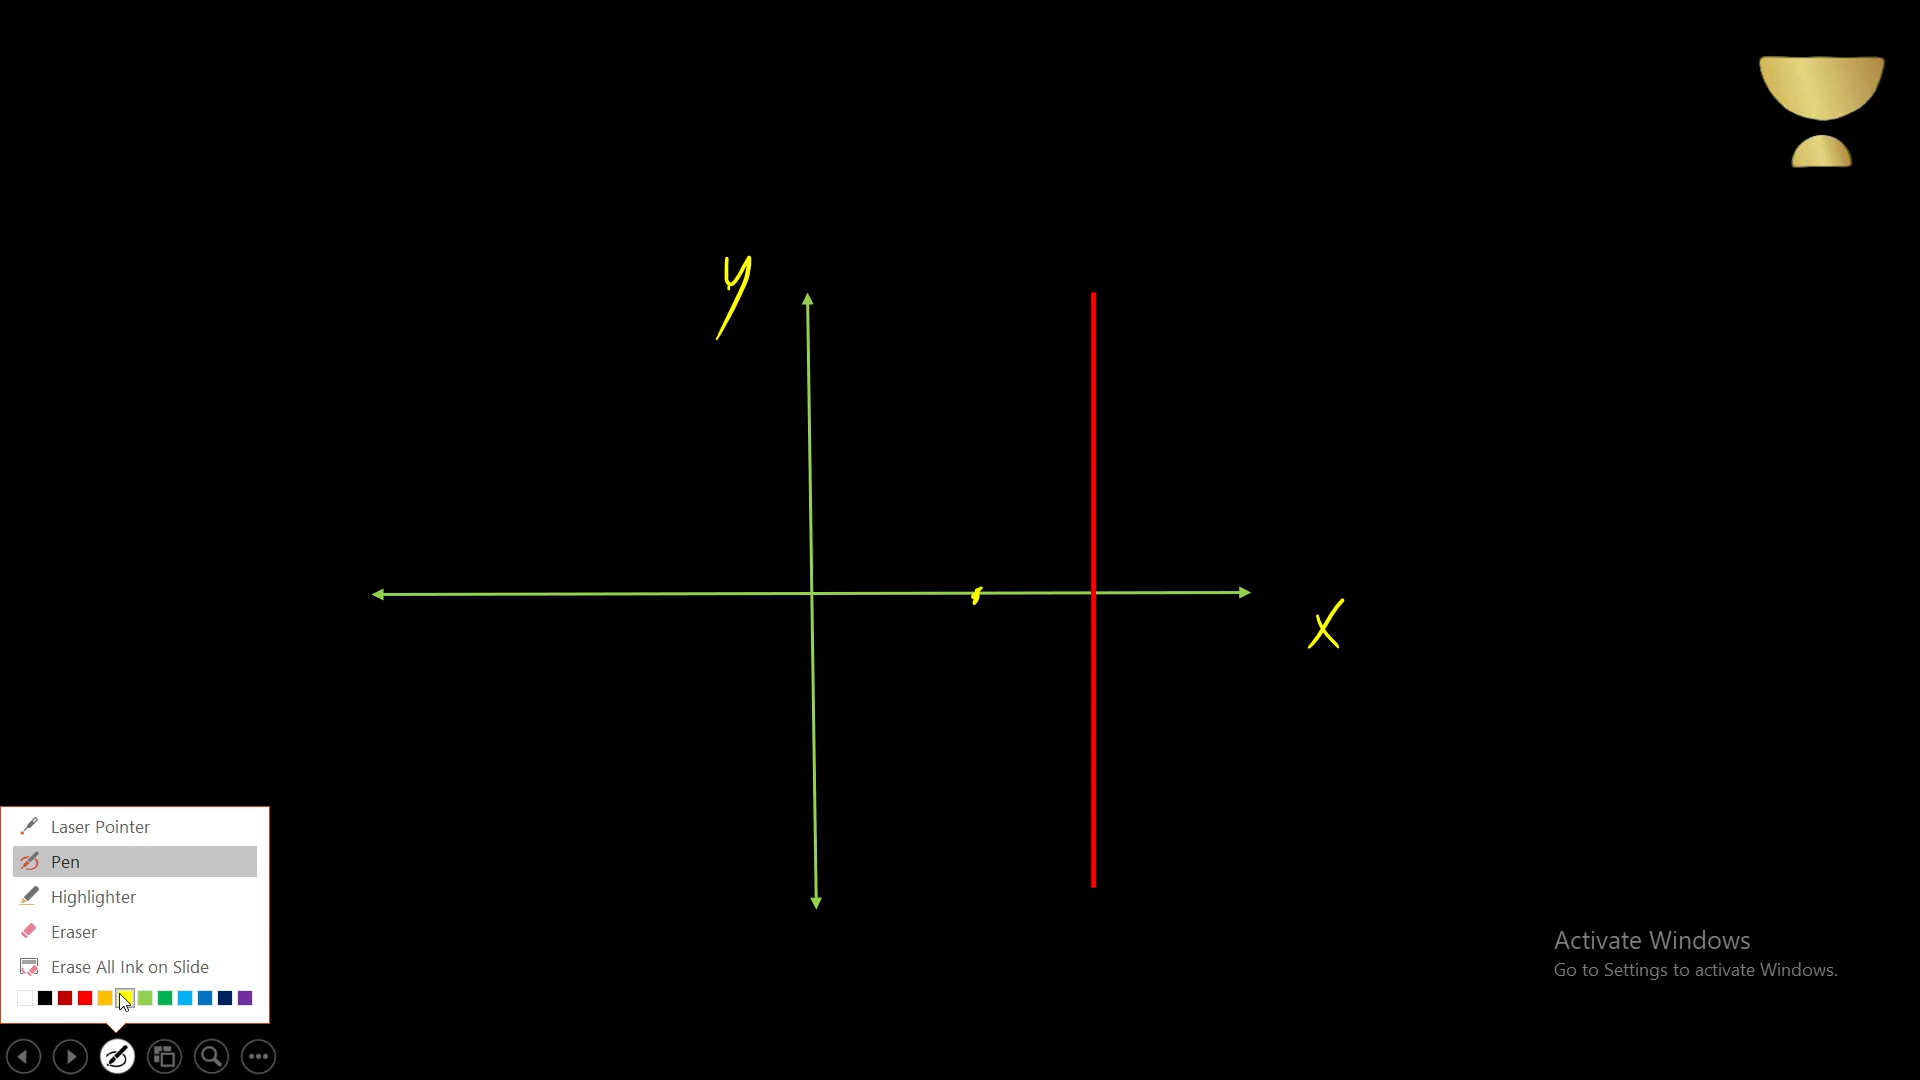 y
x
Laser Pointer
Pen
Highlighter
Eraser
Erase All Ink on Slide
Activate Windows
Go to Settings to activate Windows.